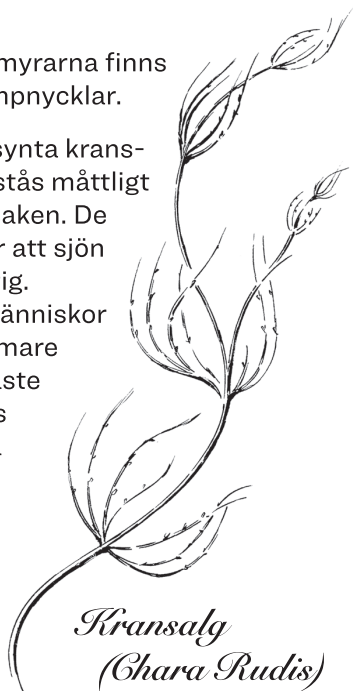 myrarna finns
mpnycklar.
synta krans-
stås måttligt
aken. De
r att sjön
ig.
änniskor
mare
ste
s
Kransalg
(Chara Rudis)